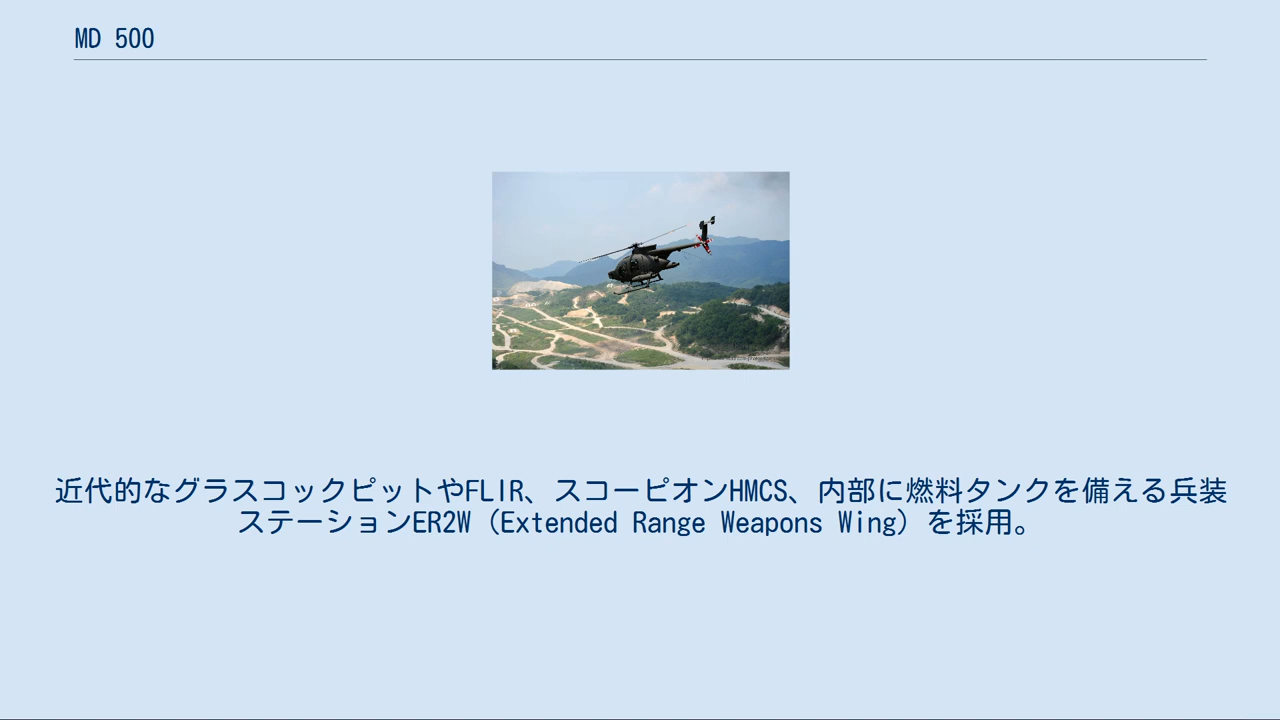 MD 500
近代的なグラスコックピットやFLIR、スコーピオンHMCS、内部に燃料タンクを備える兵装
ステーションER2W（Extended Range Weapons Wing）を採用。